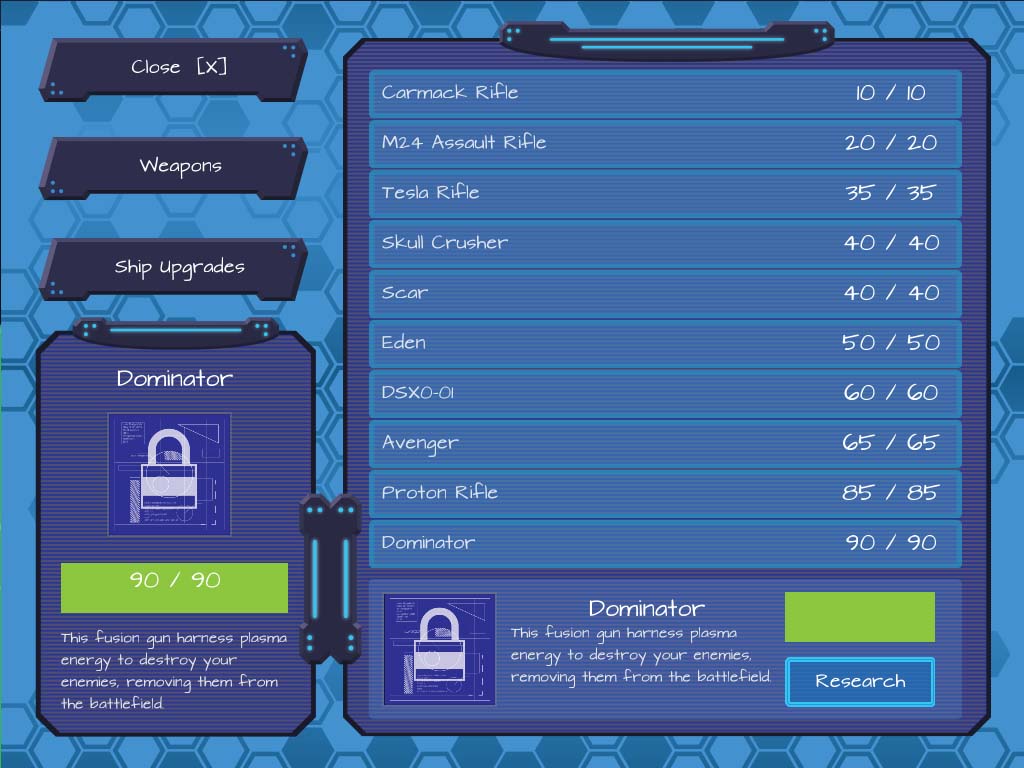 Close [X]
Weapons
Ship Upgrades
Dominator
90 / 90
This fusion gun harness plasma
energy to destroy your
enemies, removing them from
the battlefield.
Carmack Rifle 10 / 10
M24 Assault Rifle 20 / 20
Tesla Rifle 35 / 35
Skull Crusher 40 / 40
Scar 40 / 40
Eden 50 / 50
DSX0-01 60 / 60
Avenger 65 / 65
Proton Rifle 85 / 85
Dominator 90 / 90
Dominator
This fusion gun harness plasma
energy to destroy your enemies,
removing them from the battlefield.
Research